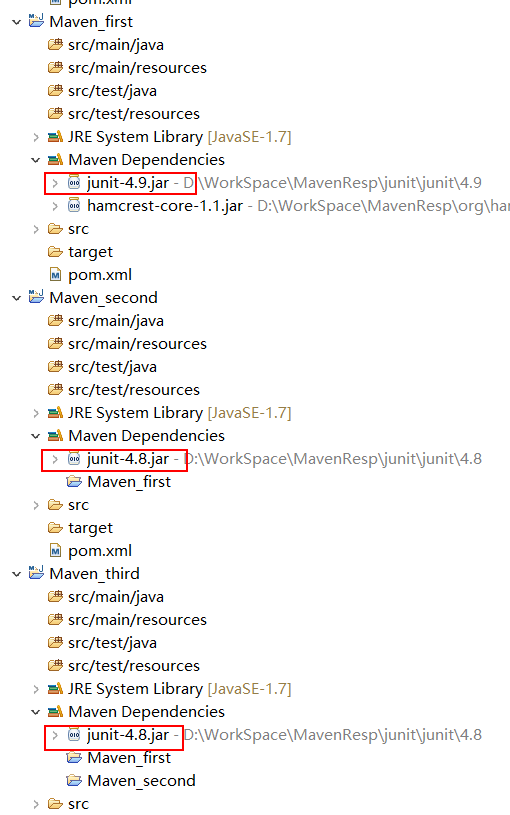 pom.xml
Maven_first
src/main/java
src/main/resources
src/test/java
src/test/resources
JRE System Library [JavaSE-1.7]
Maven Dependencies
junit-4.9.jar - D:\WorkSpace\MavenResp\junit\junit\4.9
hamcrest-core-1.1.jar - D:\WorkSpace\MavenResp\org\ham
src
target
pom.xml
Maven_second
src/main/java
src/main/resources
src/test/java
src/test/resources
JRE System Library [JavaSE-1.7]
Maven Dependencies
junit-4.8.jar - D:\WorkSpace\MavenResp\junit\junit\4.8
Maven_first
src
target
pom.xml
Maven_third
src/main/java
src/main/resources
src/test/java
src/test/resources
JRE System Library [JavaSE-1.7]
Maven Dependencies
junit-4.8.jar - D:\WorkSpace\MavenResp\junit\junit\4.8
Maven_first
Maven_second
src